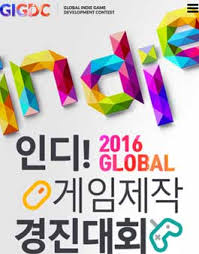 GIGDC
GLOBAL INDIE GAME
DEVELOPMENT CONTEST
indie
인디! 2016
GLOBAL
게임제작
경진대회